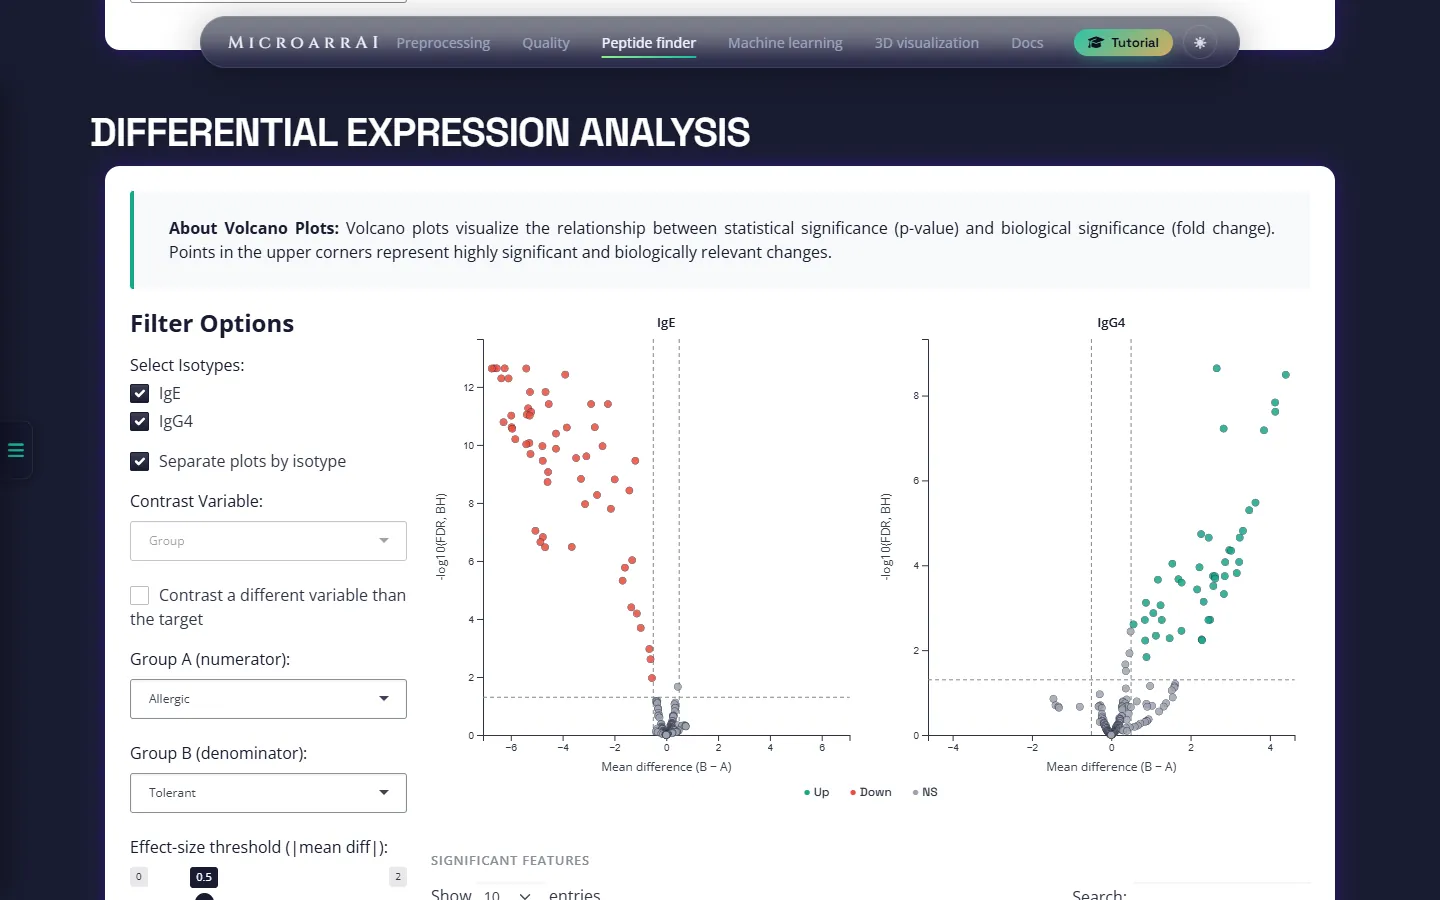 MICROARRAI Preprocessing Quality Peptide finder Machine learning 3D visualization Docs Tutorial
DIFFERENTIAL EXPRESSION ANALYSIS
About Volcano Plots: Volcano plots visualize the relationship between statistical significance (p-value) and biological significance (fold change).
Points in the upper corners represent highly significant and biologically relevant changes.
Filter Options
Select Isotypes:
IgE
IgG4
Separate plots by isotype
Contrast Variable:
Group
Contrast a different variable than
the target
Group A (numerator):
Allergic
Group B (denominator):
Tolerant
Effect-size threshold (|mean diff|):
0 0.5 2
IgE
-log10(FDR, BH)
12
10
8
6
4
2
0
−6 −4 −2 0 2 4 6
Mean difference (B − A)
IgG4
-log10(FDR, BH)
8
6
4
2
0
−4 −2 0 2 4
Mean difference (B − A)
Up Down NS
SIGNIFICANT FEATURES
Show 10 entries
Search: